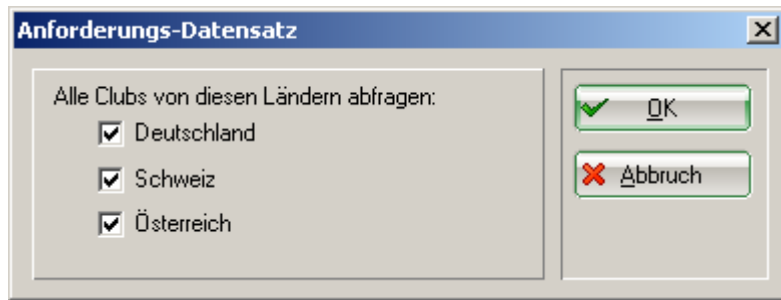 Anforderungs-Datensatz
Alle Clubs von diesen Ländern abfragen:
Deutschland
Schweiz
Österreich
OK
Abbruch